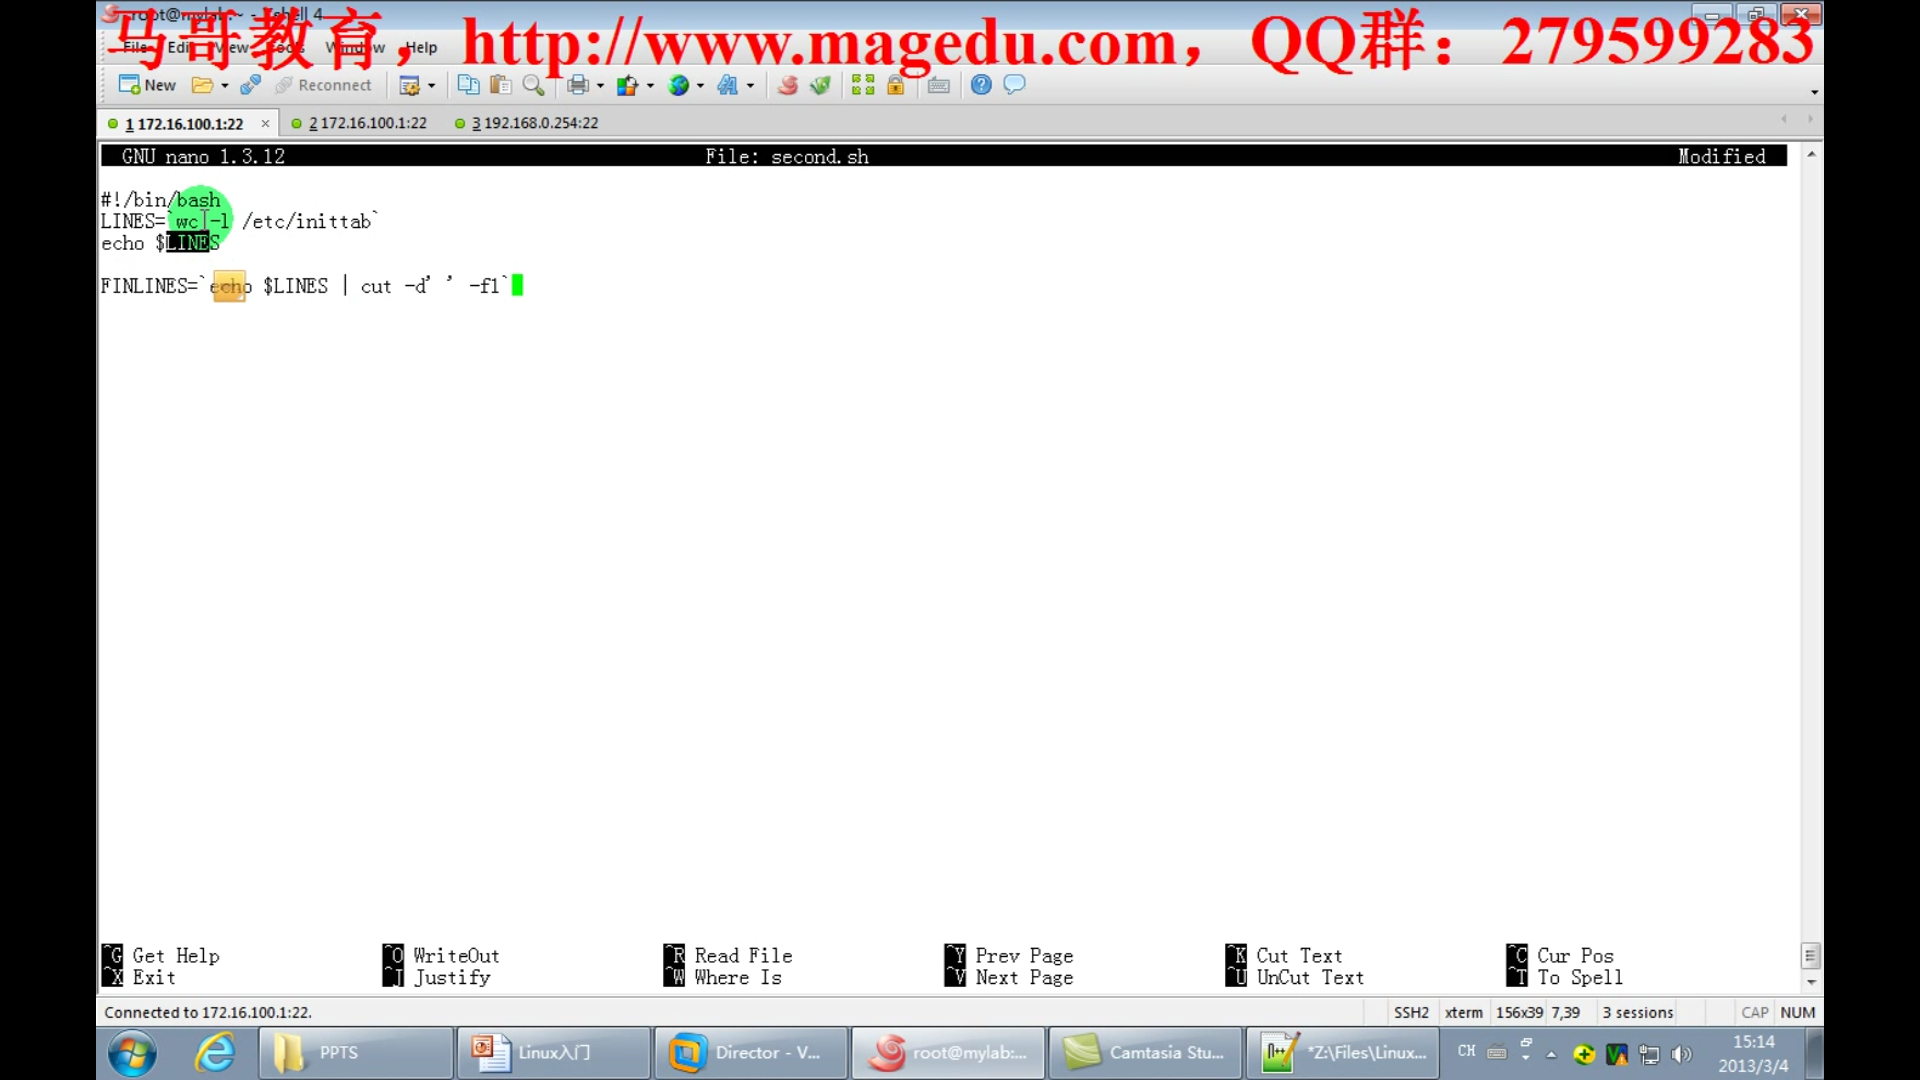 root@mylab:~ - Xshell 4
马哥教育，http://www.magedu.com，QQ群：279599283
File Edit View Tools Window Help
New Reconnect
1 172.16.100.1:22 2 172.16.100.1:22 3 192.168.0.254:22
GNU nano 1.3.12 File: second.sh Modified
#!/bin/bash
LINES=`wc -l /etc/inittab`
echo $LINES
FINLINES=`echo $LINES | cut -d' ' -f1`
^G Get Help ^O WriteOut ^R Read File ^Y Prev Page ^K Cut Text ^C Cur Pos
^X Exit ^J Justify ^W Where Is ^V Next Page ^U UnCut Text ^T To Spell
Connected to 172.16.100.1:22. SSH2 xterm 156x39 7,39 3 sessions CAP NUM
PPTS Linux入门 Director - V... root@mylab:... Camtasia Stu... *Z:\Files\Linux... CH 15:14
2013/3/4